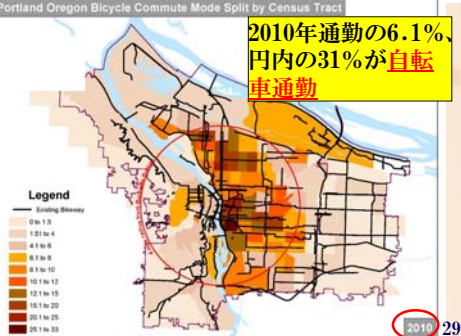 Portland Oregon Bicycle Commute Mode Split by Census Tract
2010年通勤の6.1%、
円内の31%が自転
車通勤
Legend
Existing Bikeway
0 to 1.5
1.51 to 4
4.1 to 6
6.1 to 8
8.1 to 10
10.1 to 12
12.1 to 15
15.1 to 20
20.1 to 25
25.1 to 33
2010
29